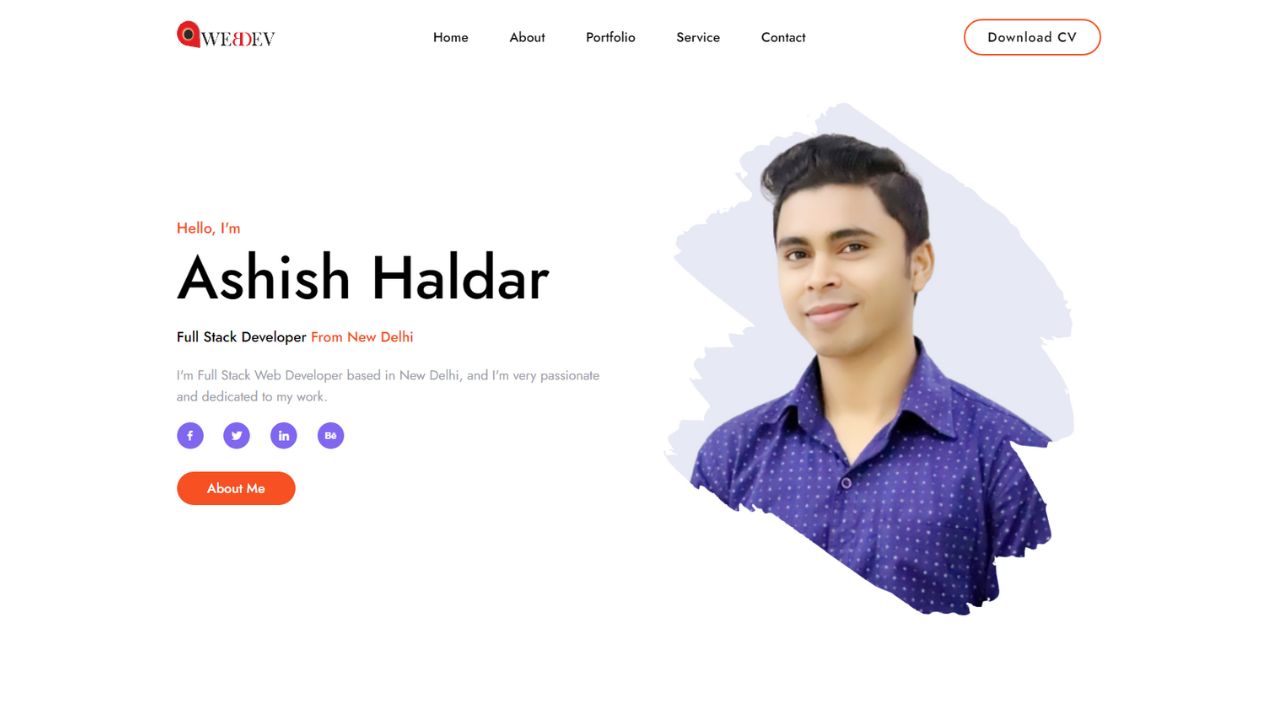 WEBDEV
Home About Portfolio Service Contact
Download CV
Hello, I'm
Ashish Haldar
Full Stack Developer From New Delhi
I'm Full Stack Web Developer based in New Delhi, and I'm very passionate
and dedicated to my work.
f in Bē
About Me